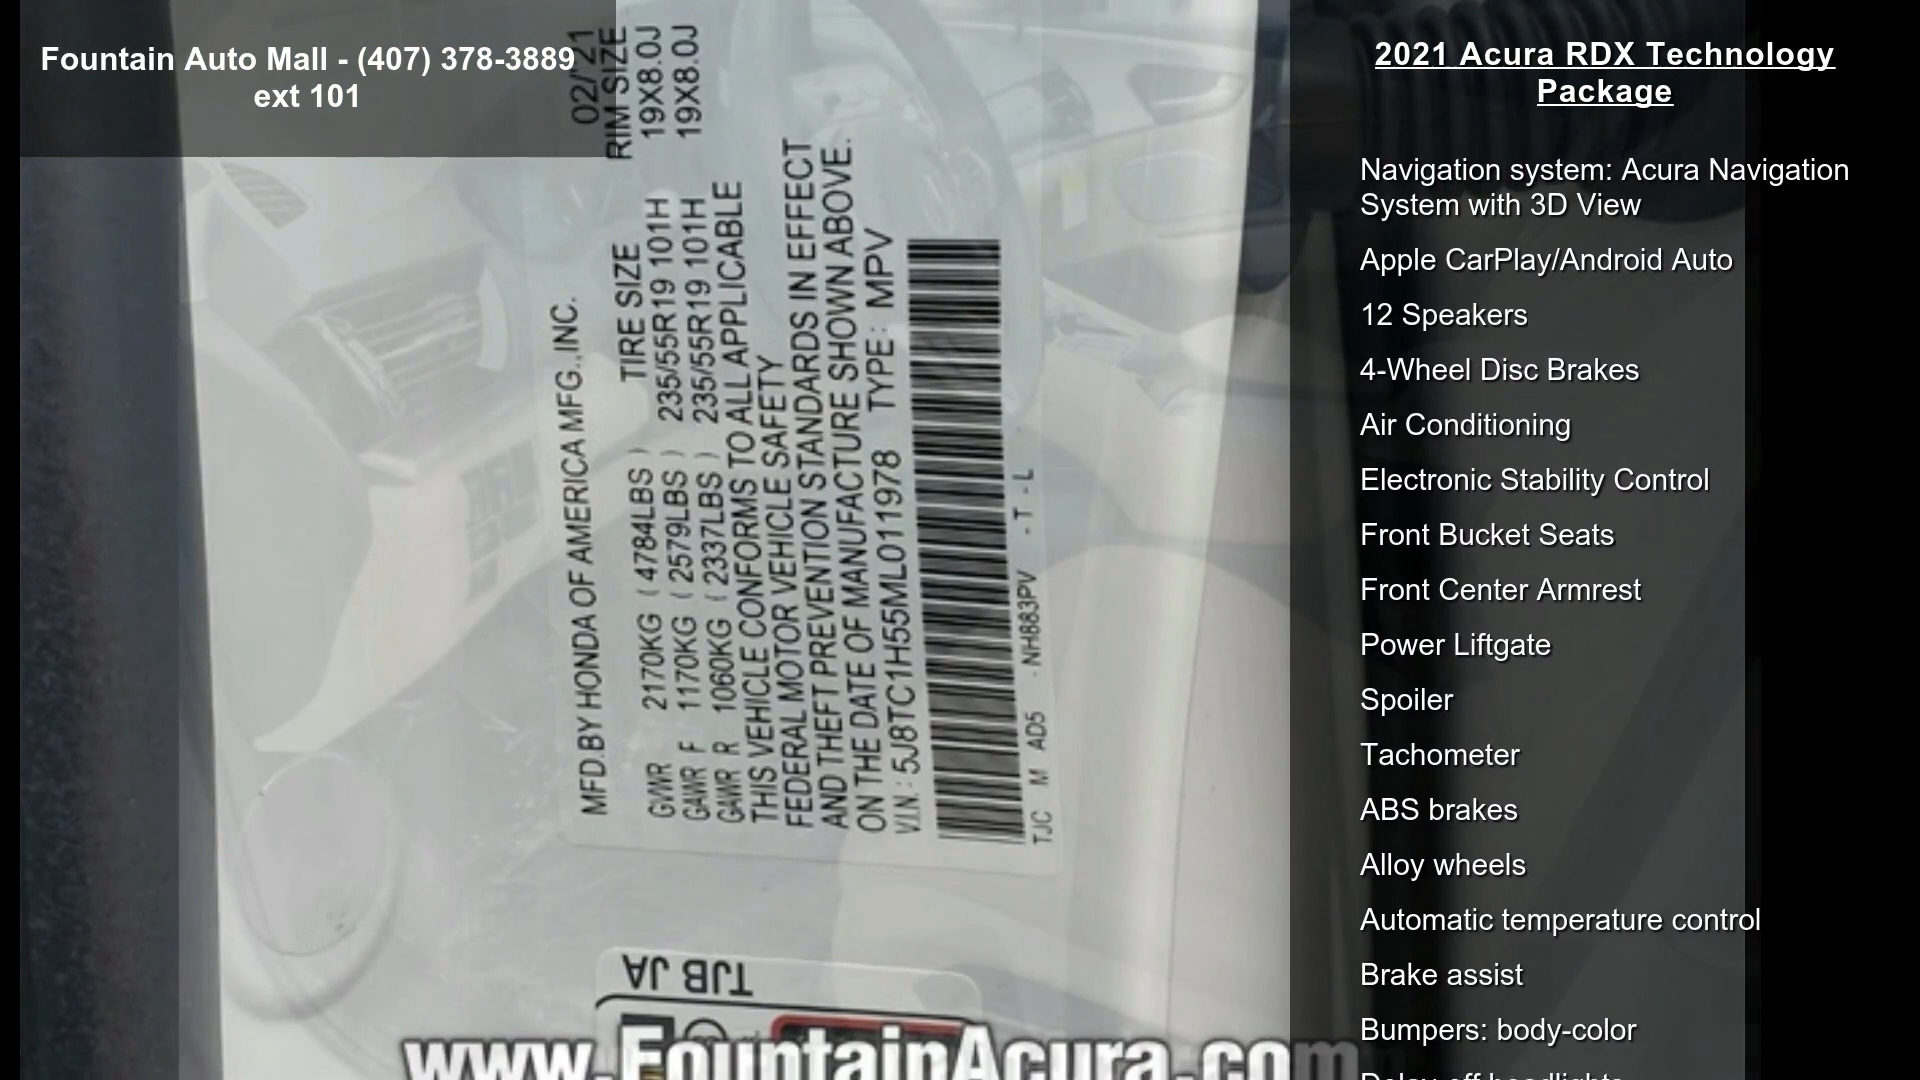 Fountain Auto Mall - (407) 378-3889
ext 101
2021 Acura RDX Technology
Package
Navigation system: Acura Navigation
System with 3D View
Apple CarPlay/Android Auto
12 Speakers
4-Wheel Disc Brakes
Air Conditioning
Electronic Stability Control
Front Bucket Seats
Front Center Armrest
Power Liftgate
Spoiler
Tachometer
ABS brakes
Alloy wheels
Automatic temperature control
Brake assist
Bumpers: body-color
Delay-off headlights
MFD.BY HONDA OF AMERICA MFG.,INC. 02/'21
TIRE SIZE RIM SIZE
GVWR 2170KG ( 4784LBS ) 235/55R19 101H 19X8.0J
GAWR F 1170KG ( 2579LBS ) 235/55R19 101H 19X8.0J
GAWR R 1060KG ( 2337LBS )
THIS VEHICLE CONFORMS TO ALL APPLICABLE
FEDERAL MOTOR VEHICLE SAFETY
AND THEFT PREVENTION STANDARDS IN EFFECT
ON THE DATE OF MANUFACTURE SHOWN ABOVE.
V.I.N.: 5J8TC1H55ML011978 TYPE: MPV
TJC M AD5 - NH883PV - T - L
TJB JA
www.FountainAcura.com